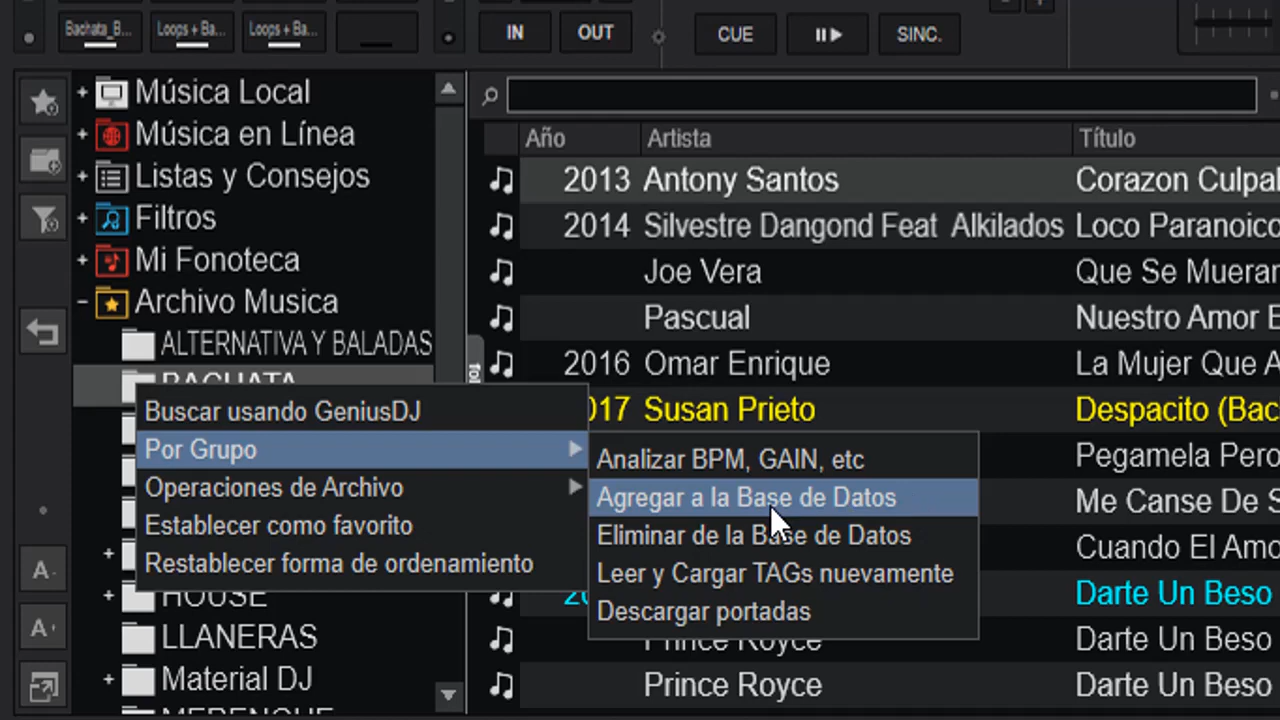 Bachata_B... Loops + Ba... Loops + Ba... IN OUT CUE SINC.
Música Local
Música en Línea
Listas y Consejos
Filtros
Mi Fonoteca
Archivo Musica
ALTERNATIVA Y BALADAS
BACHATA
HOUSE
LLANERAS
Material DJ
MERENGUE
Buscar usando GeniusDJ
Por Grupo
Operaciones de Archivo
Establecer como favorito
Restablecer forma de ordenamiento
Analizar BPM, GAIN, etc
Agregar a la Base de Datos
Eliminar de la Base de Datos
Leer y Cargar TAGs nuevamente
Descargar portadas
Año Artista Título
2013 Antony Santos Corazon Culpa
2014 Silvestre Dangond Feat Alkilados Loco Paranoico
Joe Vera Que Se Mueran
Pascual Nuestro Amor E
2016 Omar Enrique La Mujer Que A
017 Susan Prieto Despacito (Bac
Pegamela Pero
Me Canse De S
Cuando El Amo
Darte Un Beso
Prince Royce Darte Un Beso
Prince Royce Darte Un Beso
A-
A+